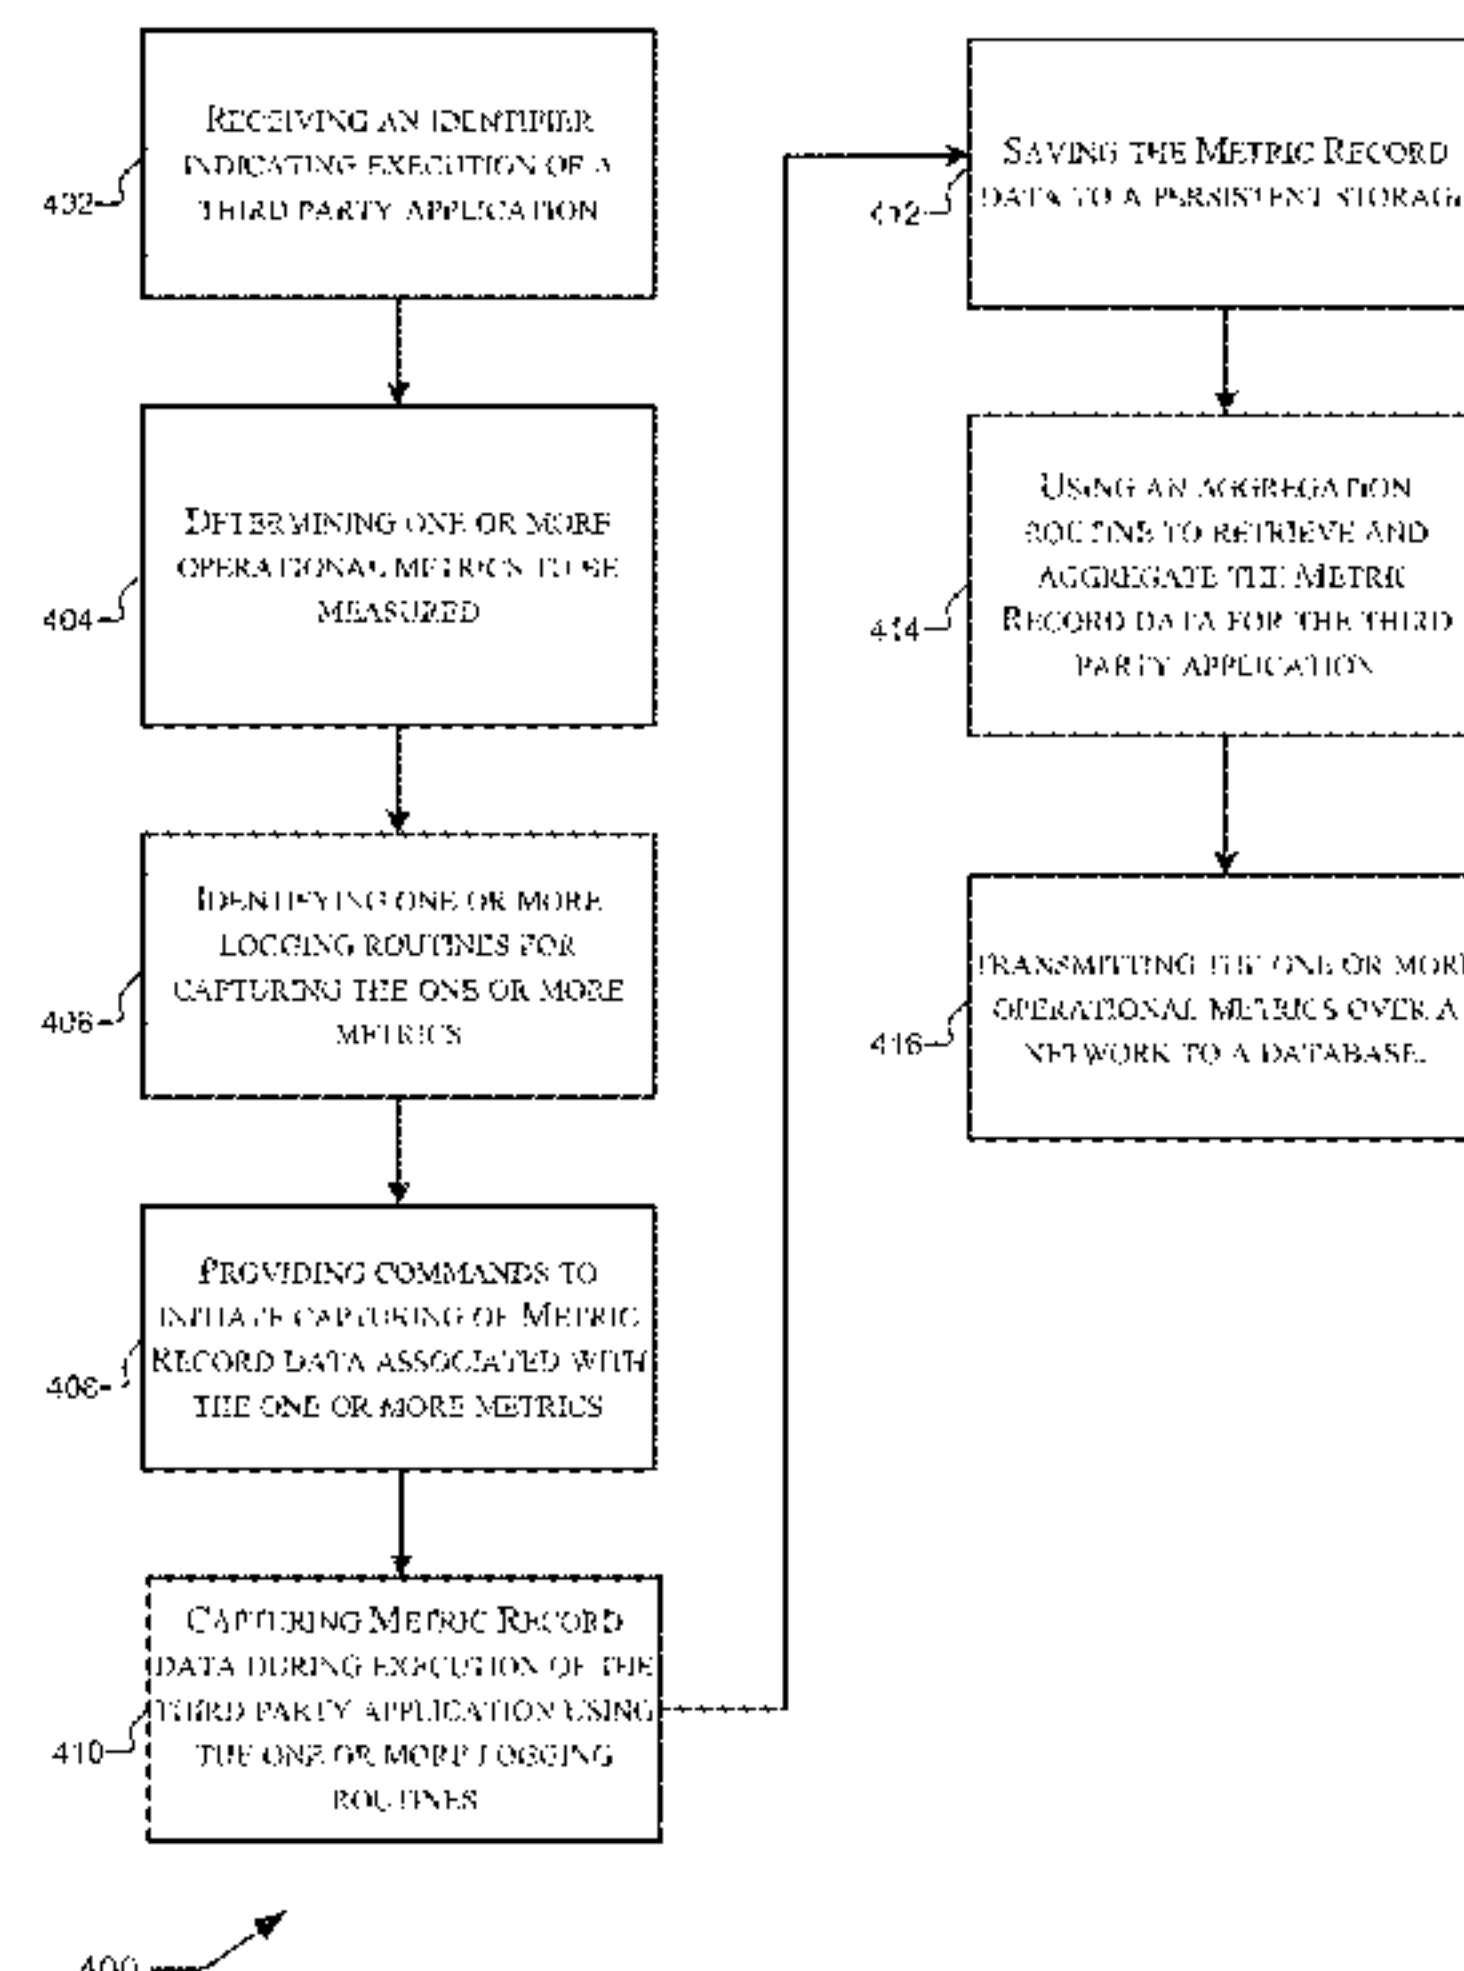 402
RECEIVING AN IDENTIFIER
INDICATING EXECUTION OF A
THIRD PARTY APPLICATION
404
DETERMINING ONE OR MORE
OPERATIONAL METRICS TO BE
MEASURED
406
IDENTIFYING ONE OR MORE
LOGGING ROUTINES FOR
CAPTURING THE ONE OR MORE
METRICS
408
PROVIDING COMMANDS TO
INITIATE CAPTURING OF METRIC
RECORD DATA ASSOCIATED WITH
THE ONE OR MORE METRICS
410
CAPTURING METRIC RECORD
DATA DURING EXECUTION OF THE
THIRD PARTY APPLICATION USING
THE ONE OR MORE LOGGING
ROUTINES
412
SAVING THE METRIC RECORD
DATA TO A PERSISTENT STORAGE
414
USING AN AGGREGATION
ROUTINE TO RETRIEVE AND
AGGREGATE THE METRIC
RECORD DATA FOR THE THIRD
PARTY APPLICATION
416
TRANSMITTING THE ONE OR MORE
OPERATIONAL METRICS OVER A
NETWORK TO A DATABASE.
400